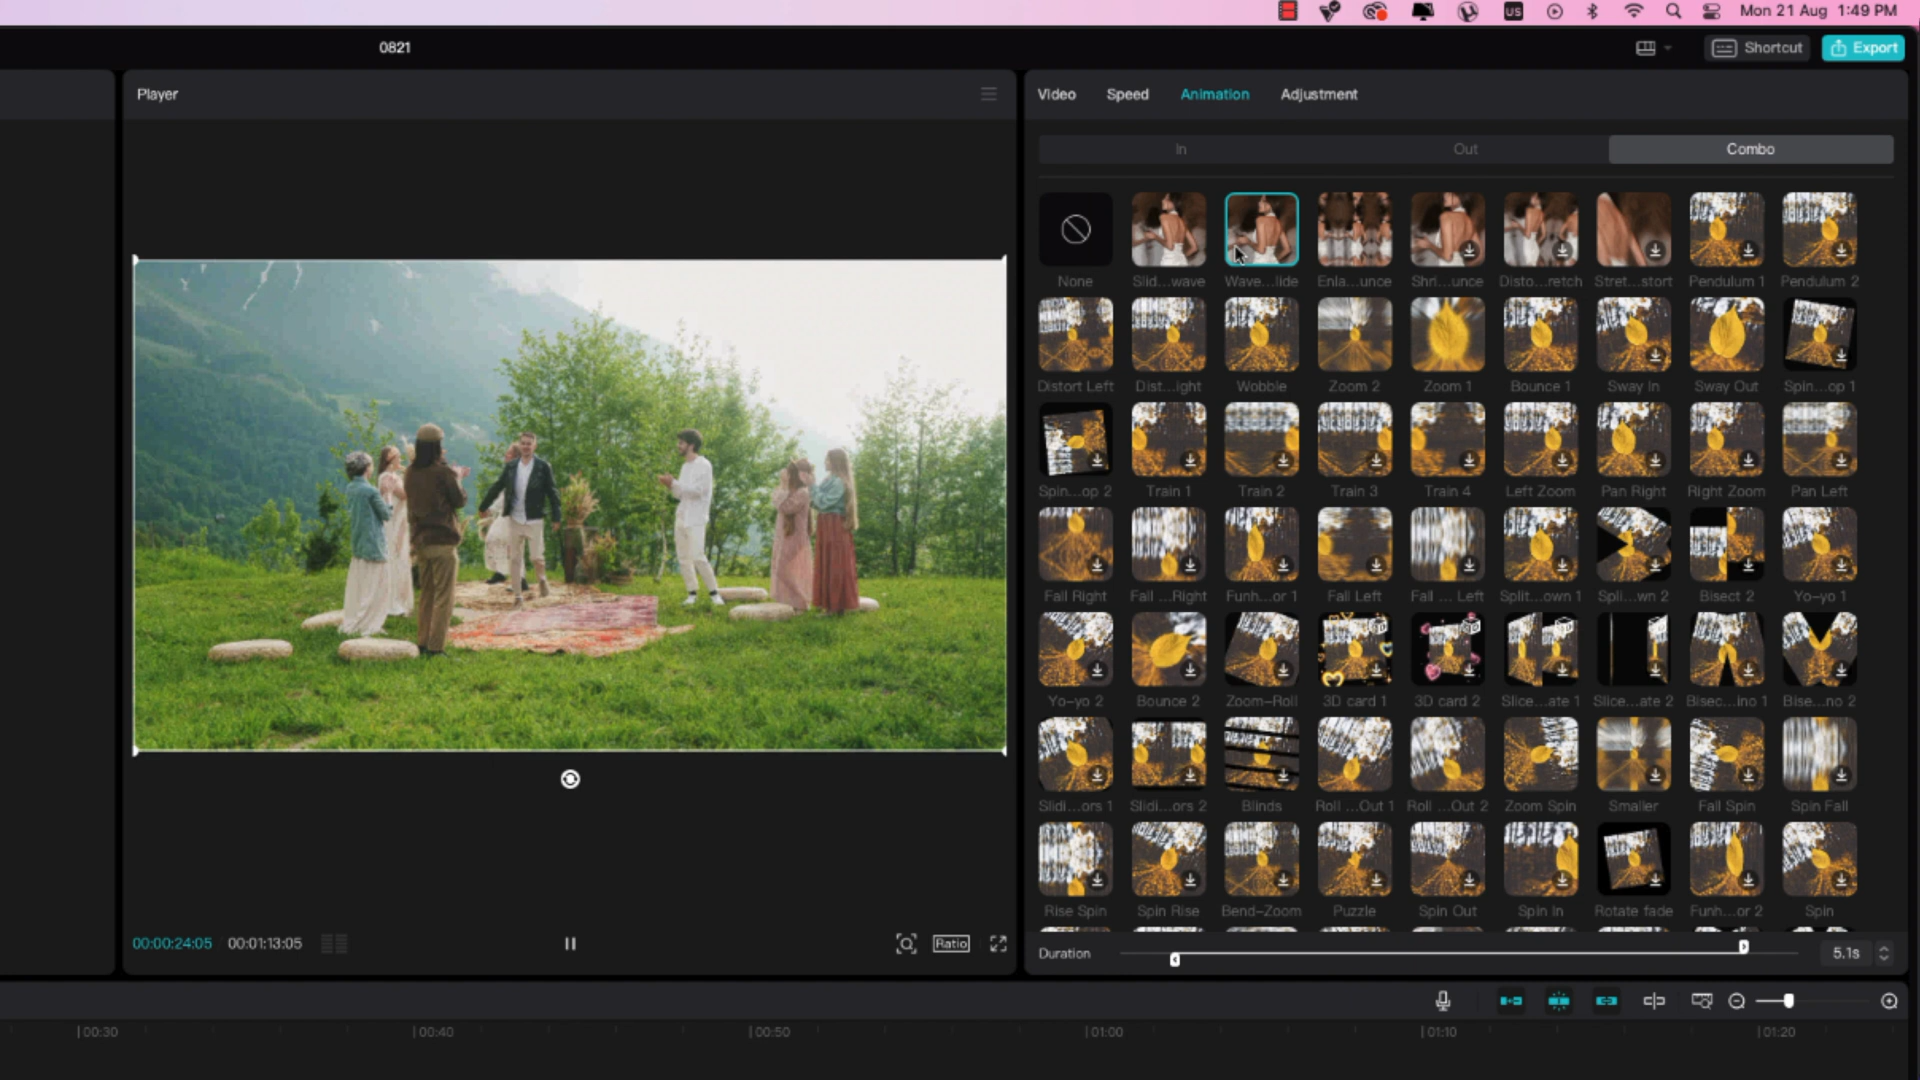 US Mon 21 Aug 1:49 PM
0821 Shortcut Export
Player
Video Speed Animation Adjustment
In Out Combo
None Slid...wave Wave...lide Enla...unce Shri...unce Disto...retch Stret...stort Pendulum 1 Pendulum 2
Distort Left Dist...ight Wobble Zoom 2 Zoom 1 Bounce 1 Sway In Sway Out Spin...op 1
Spin...op 2 Train 1 Train 2 Train 3 Train 4 Left Zoom Pan Right Right Zoom Pan Left
Fall Right Fall ...Right Funh...or 1 Fall Left Fall ... Left Split...own 1 Spli...wn 2 Bisect 2 Yo-yo 1
Yo-yo 2 Bounce 2 Zoom-Roll 3D card 1 3D card 2 Slice...ate 1 Slice...ate 2 Bisec...ino 1 Bise...no 2
Slidi...ors 1 Slidi...ors 2 Blinds Roll ...Out 1 Roll ...Out 2 Zoom Spin Smaller Fall Spin Spin Fall
Rise Spin Spin Rise Bend-Zoom Puzzle Spin Out Spin In Rotate fade Funh...or 2 Spin
00:00:24:05 00:01:13:05 Ratio
Duration 5.1s
00:30 00:40 00:50 01:00 01:10 01:20